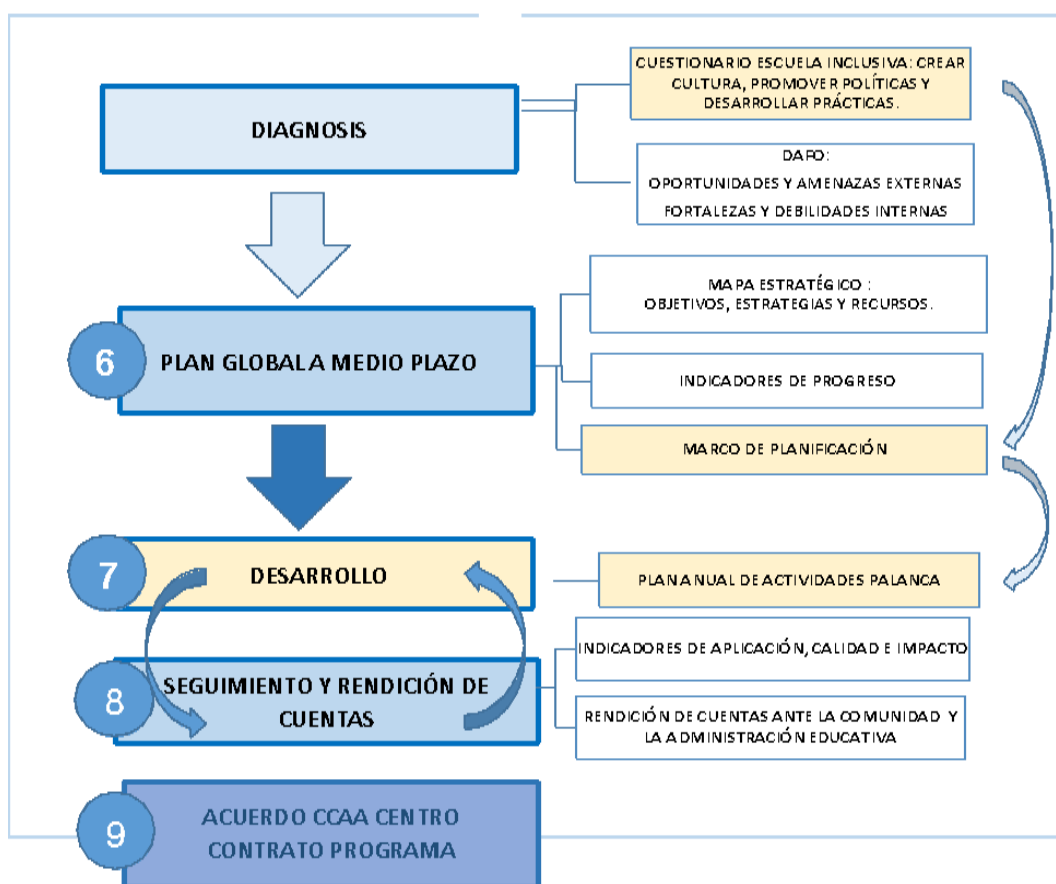 DIAGNOSIS
CUESTIONARIO ESCUELA INCLUSIVA: CREAR
CULTURA, PROMOVER POLÍTICAS Y
DESARROLLAR PRÁCTICAS.
DAFO:
OPORTUNIDADES Y AMENAZAS EXTERNAS
FORTALEZAS Y DEBILIDADES INTERNAS
6
PLAN GLOBAL A MEDIO PLAZO
MAPA ESTRATÉGICO :
OBJETIVOS, ESTRATEGIAS Y RECURSOS.
INDICADORES DE PROGRESO
MARCO DE PLANIFICACIÓN
7
DESARROLLO
PLAN ANUAL DE ACTIVIDADES PALANCA
8
SEGUIMIENTO Y RENDICIÓN DE
CUENTAS
INDICADORES DE APLICACIÓN, CALIDAD E IMPACTO
RENDICIÓN DE CUENTAS ANTE LA COMUNIDAD Y
LA ADMINISTRACIÓN EDUCATIVA
9
ACUERDO CCAA CENTRO
CONTRATO PROGRAMA